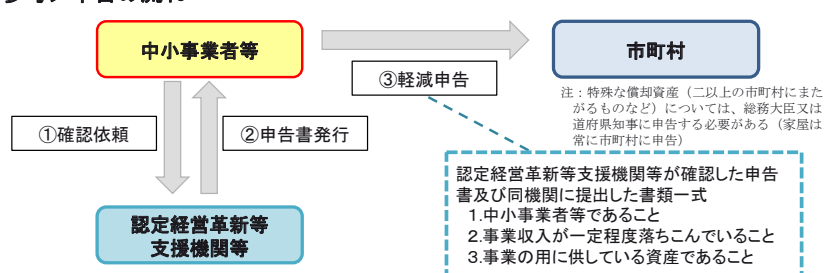 中小事業者等
市町村
③軽減申告
注:特殊な償却資産(二以上の市町村にまた
がるものなど)については、総務大臣又は
道府県知事に申告する必要がある(家屋は
常に市町村に申告)
①確認依頼
②申告書発行
認定経営革新等
支援機関等
認定経営革新等支援機関等が確認した申告
書及び同機関に提出した書類一式
1.中小事業者等であること
2.事業収入が一定程度落ちこんでいること
3.事業の用に供している資産であること